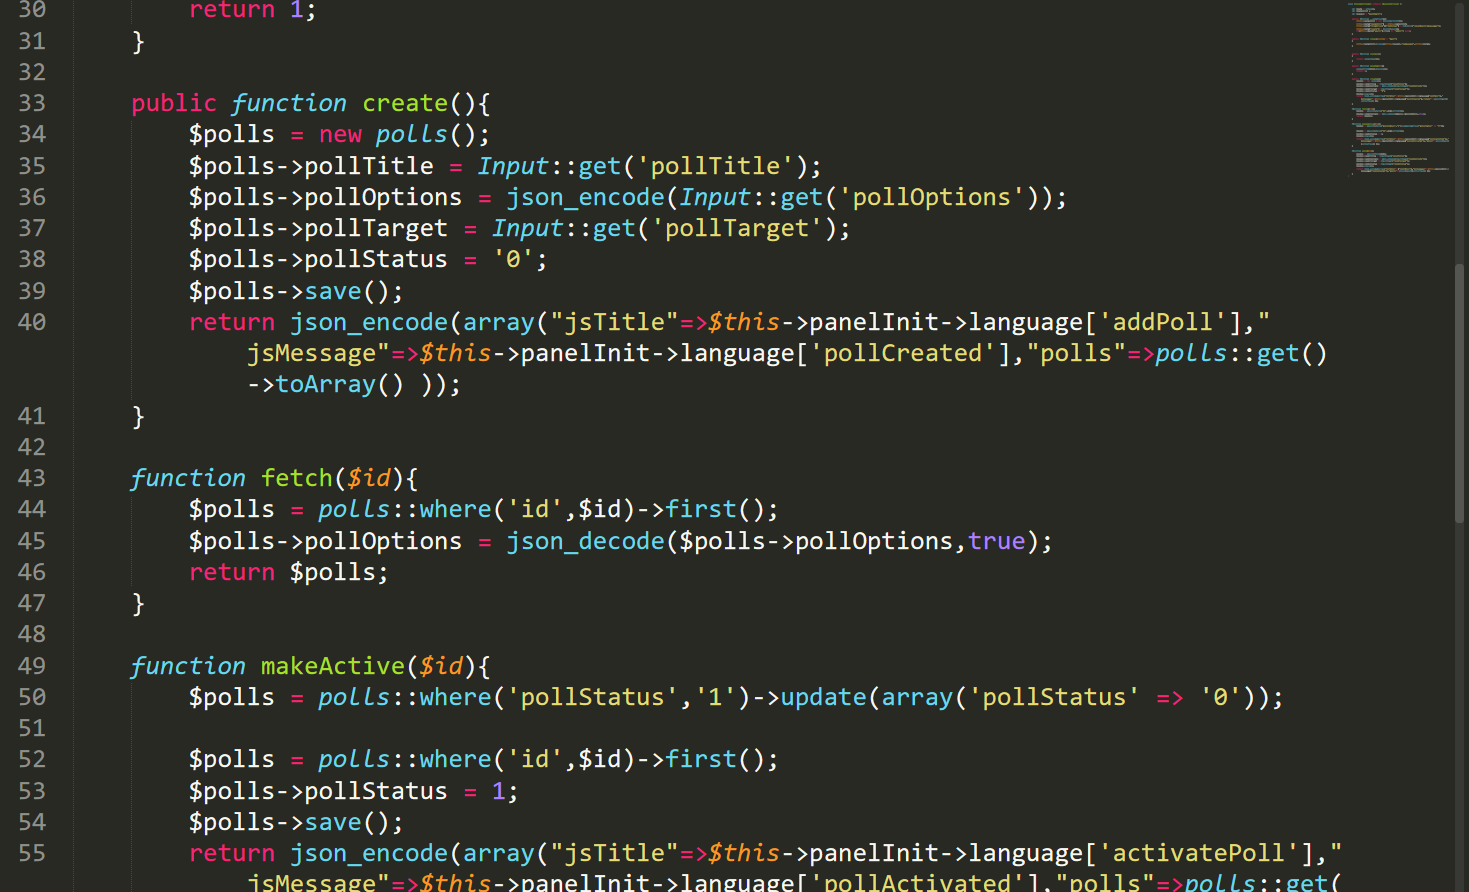 30 return 1;
31 }
32
33 public function create(){
34 $polls = new polls();
35 $polls->pollTitle = Input::get('pollTitle');
36 $polls->pollOptions = json_encode(Input::get('pollOptions'));
37 $polls->pollTarget = Input::get('pollTarget');
38 $polls->pollStatus = '0';
39 $polls->save();
40 return json_encode(array("jsTitle"=>$this->panelInit->language['addPoll'],"
jsMessage"=>$this->panelInit->language['pollCreated'],"polls"=>polls::get()
->toArray() ));
41 }
42
43 function fetch($id){
44 $polls = polls::where('id',$id)->first();
45 $polls->pollOptions = json_decode($polls->pollOptions,true);
46 return $polls;
47 }
48
49 function makeActive($id){
50 $polls = polls::where('pollStatus','1')->update(array('pollStatus' => '0'));
51
52 $polls = polls::where('id',$id)->first();
53 $polls->pollStatus = 1;
54 $polls->save();
55 return json_encode(array("jsTitle"=>$this->panelInit->language['activatePoll'],"
jsMessage"=>$this->panelInit->language['pollActivated'],"polls"=>polls::get(